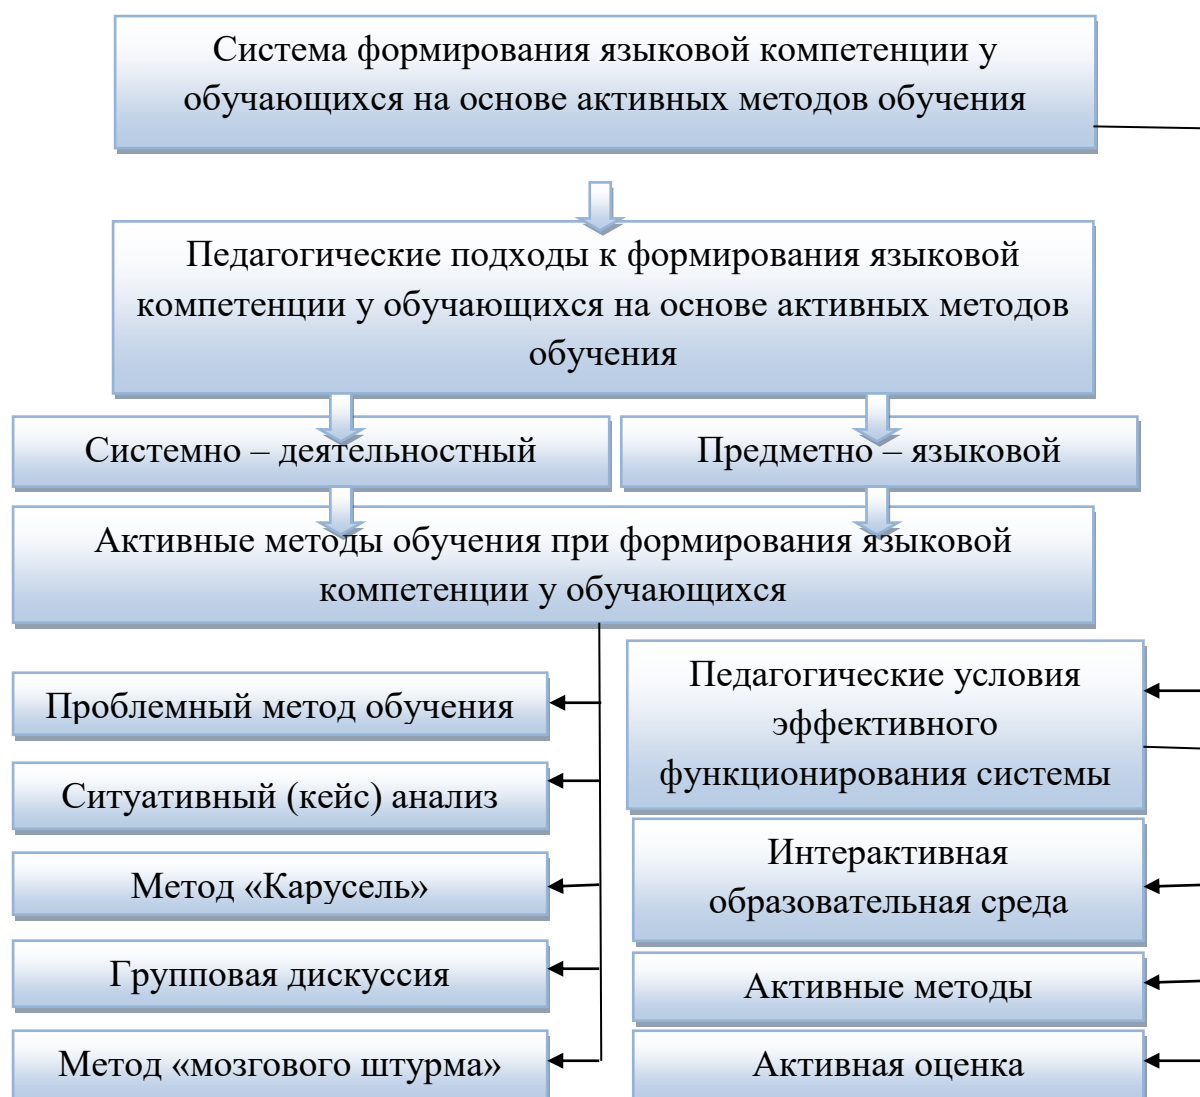 Система формирования языковой компетенции у
обучающихся на основе активных методов обучения
Педагогические подходы к формирования языковой
компетенции у обучающихся на основе активных методов
обучения
Системно – деятельностный
Предметно – языковой
Активные методы обучения при формирования языковой
компетенции у обучающихся
Проблемный метод обучения
Ситуативный (кейс) анализ
Метод «Карусель»
Групповая дискуссия
Метод «мозгового штурма»
Педагогические условия
эффективного
функционирования системы
Интерактивная
образовательная среда
Активные методы
Активная оценка